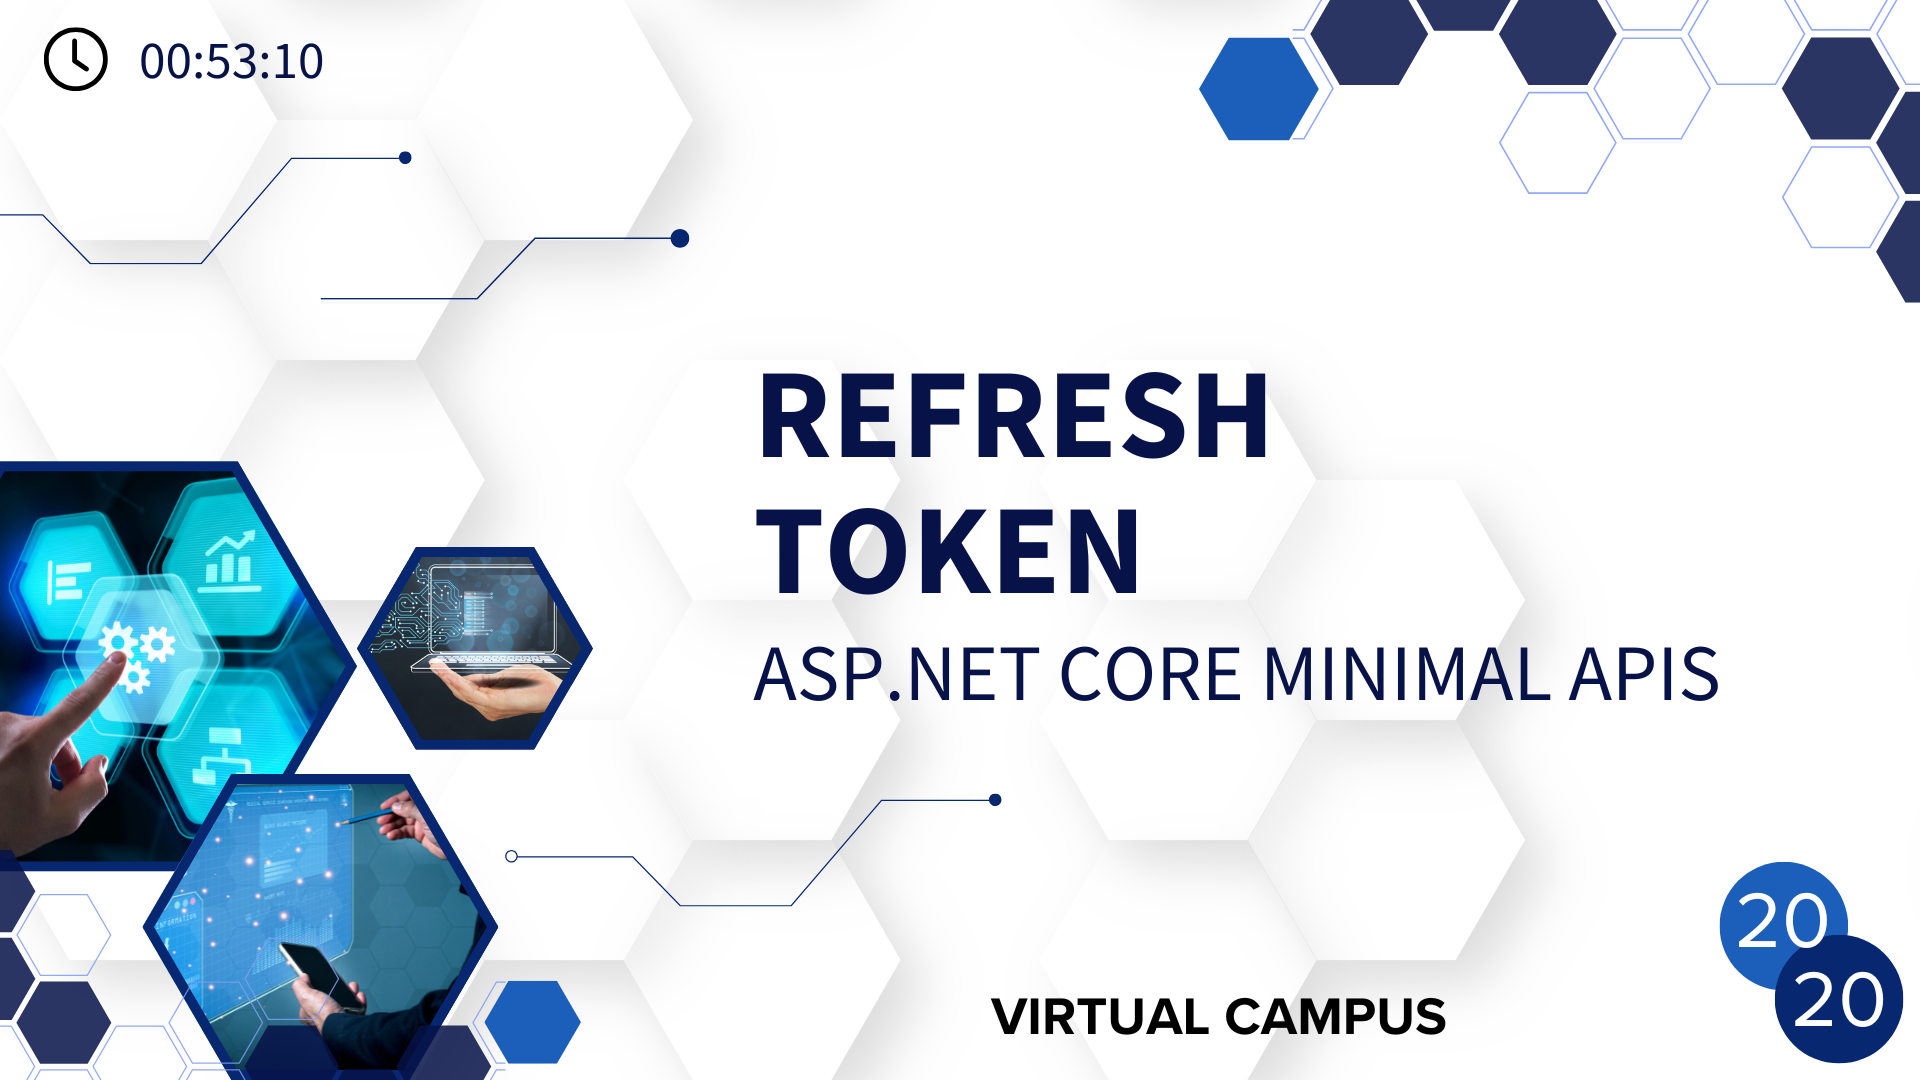 00:53:10
REFRESH
TOKEN
ASP.NET CORE MINIMAL APIS
20
20
VIRTUAL CAMPUS